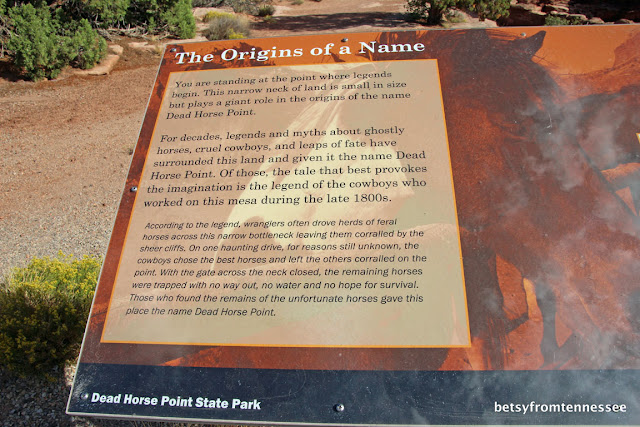 The Origins of a Name
You are standing at the point where legends
begin. This narrow neck of land is small in size
but plays a giant role in the origins of the name
Dead Horse Point.
For decades, legends and myths about ghostly
horses, cruel cowboys, and leaps of fate have
surrounded this land and given it the name Dead
Horse Point. Of those, the tale that best provokes
the imagination is the legend of the cowboys who
worked on this mesa during the late 1800s.
According to the legend, wranglers often drove herds of feral
horses across this narrow bottleneck leaving them corralled by the
sheer cliffs. On one haunting drive, for reasons still unknown, the
cowboys chose the best horses and left the others corralled on the
point. With the gate across the neck closed, the remaining horses
were trapped with no way out, no water and no hope for survival.
Those who found the remains of the unfortunate horses gave this
place the name Dead Horse Point.
Dead Horse Point State Park
betsyfromtennessee